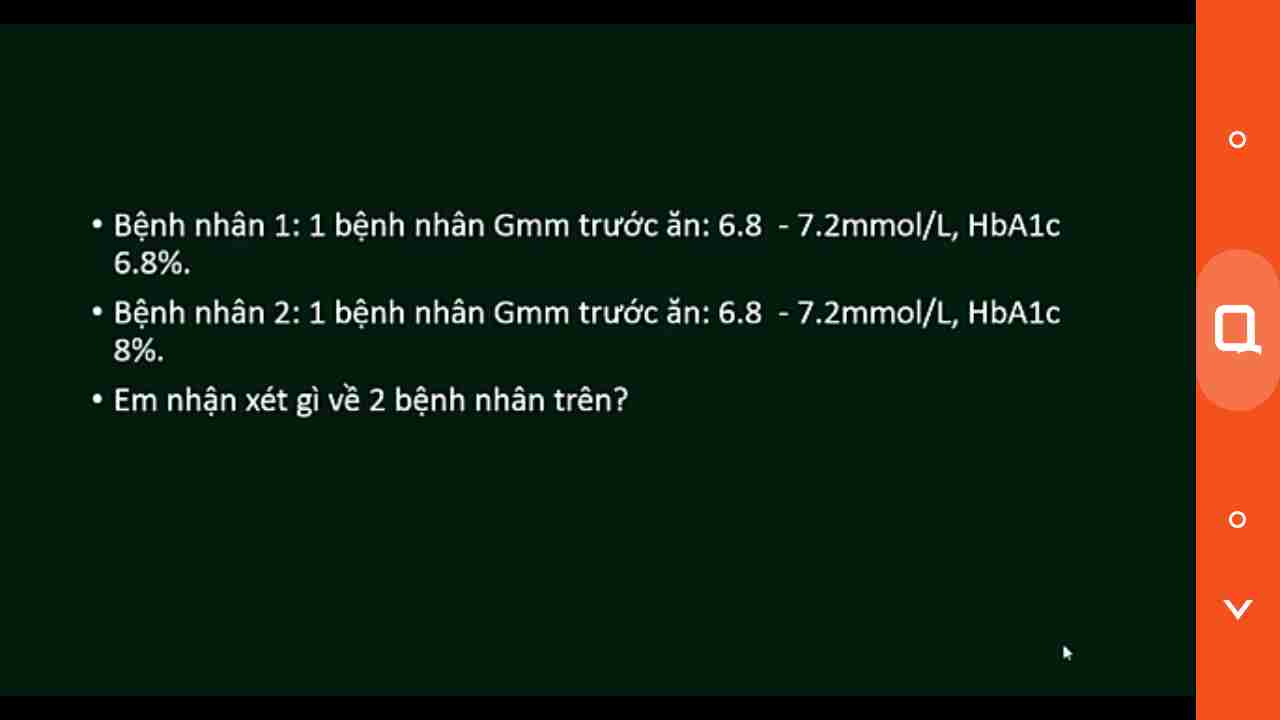 • Bệnh nhân 1: 1 bệnh nhân Gmm trước ăn: 6.8 - 7.2mmol/L, HbA1c
6.8%.
• Bệnh nhân 2: 1 bệnh nhân Gmm trước ăn: 6.8 - 7.2mmol/L, HbA1c
8%.
• Em nhận xét gì về 2 bệnh nhân trên?